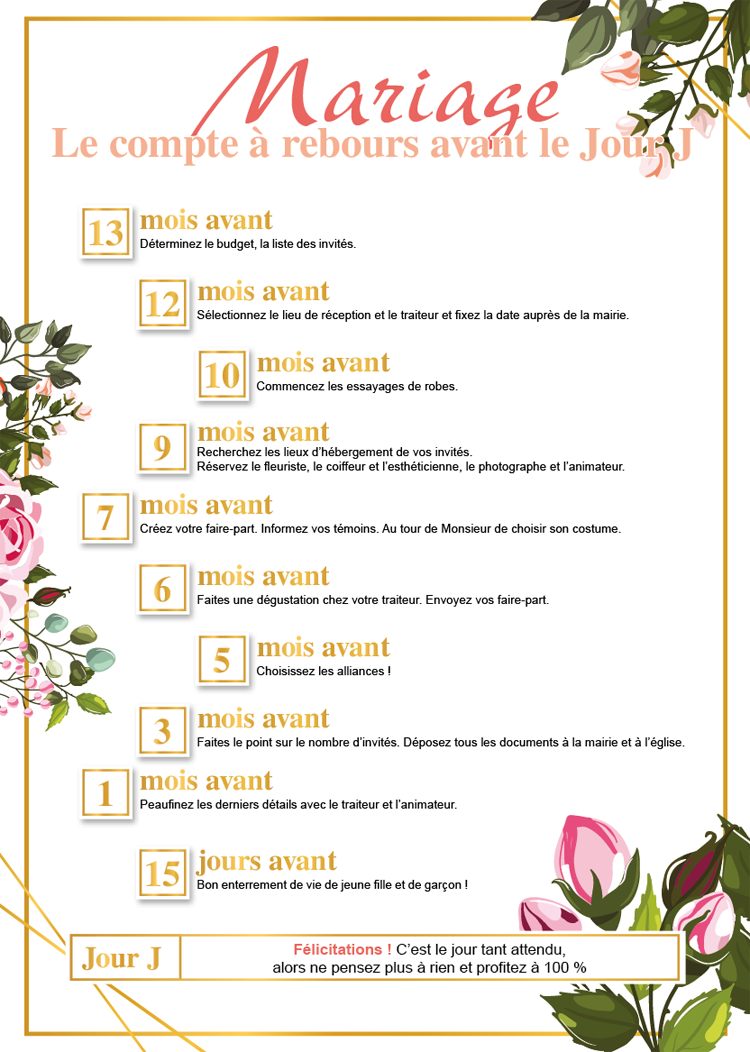 Mariage
Le compte à rebours avant le Jour J
13 mois avant
Déterminez le budget, la liste des invités.
12 mois avant
Sélectionnez le lieu de réception et le traiteur et fixez la date auprès de la mairie.
10 mois avant
Commencez les essayages de robes.
9 mois avant
Recherchez les lieux d’hébergement de vos invités.
Réservez le fleuriste, le coiffeur et l’esthéticienne, le photographe et l’animateur.
7 mois avant
Créez votre faire-part. Informez vos témoins. Au tour de Monsieur de choisir son costume.
6 mois avant
Faites une dégustation chez votre traiteur. Envoyez vos faire-part.
5 mois avant
Choisissez les alliances !
3 mois avant
Faites le point sur le nombre d’invités. Déposez tous les documents à la mairie et à l’église.
1 mois avant
Peaufinez les derniers détails avec le traiteur et l’animateur.
15 jours avant
Bon enterrement de vie de jeune fille et de garçon !
Jour J
Félicitations ! C’est le jour tant attendu,
alors ne pensez plus à rien et profitez à 100 %